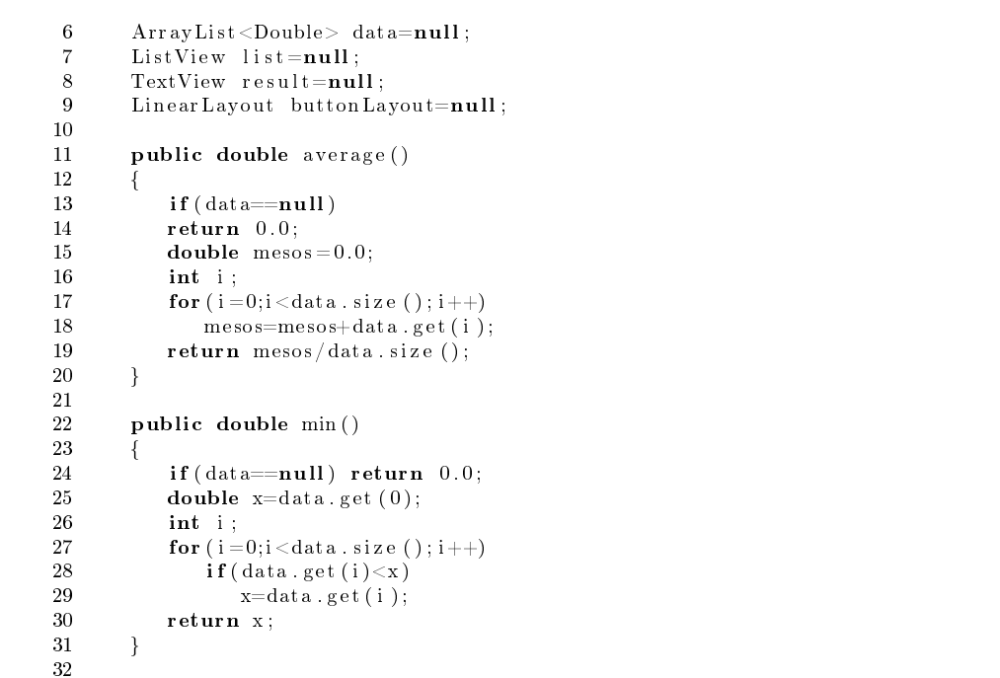 6 ArrayList<Double> data=null;
7 ListView list=null;
8 TextView result=null;
9 LinearLayout buttonLayout=null;
10
11 public double average()
12 {
13 if(data==null)
14 return 0.0;
15 double mesos=0.0;
16 int i;
17 for(i=0;i<data.size();i++)
18 mesos=mesos+data.get(i);
19 return mesos/data.size();
20 }
21
22 public double min()
23 {
24 if(data==null) return 0.0;
25 double x=data.get(0);
26 int i;
27 for(i=0;i<data.size();i++)
28 if(data.get(i)<x)
29 x=data.get(i);
30 return x;
31 }
32